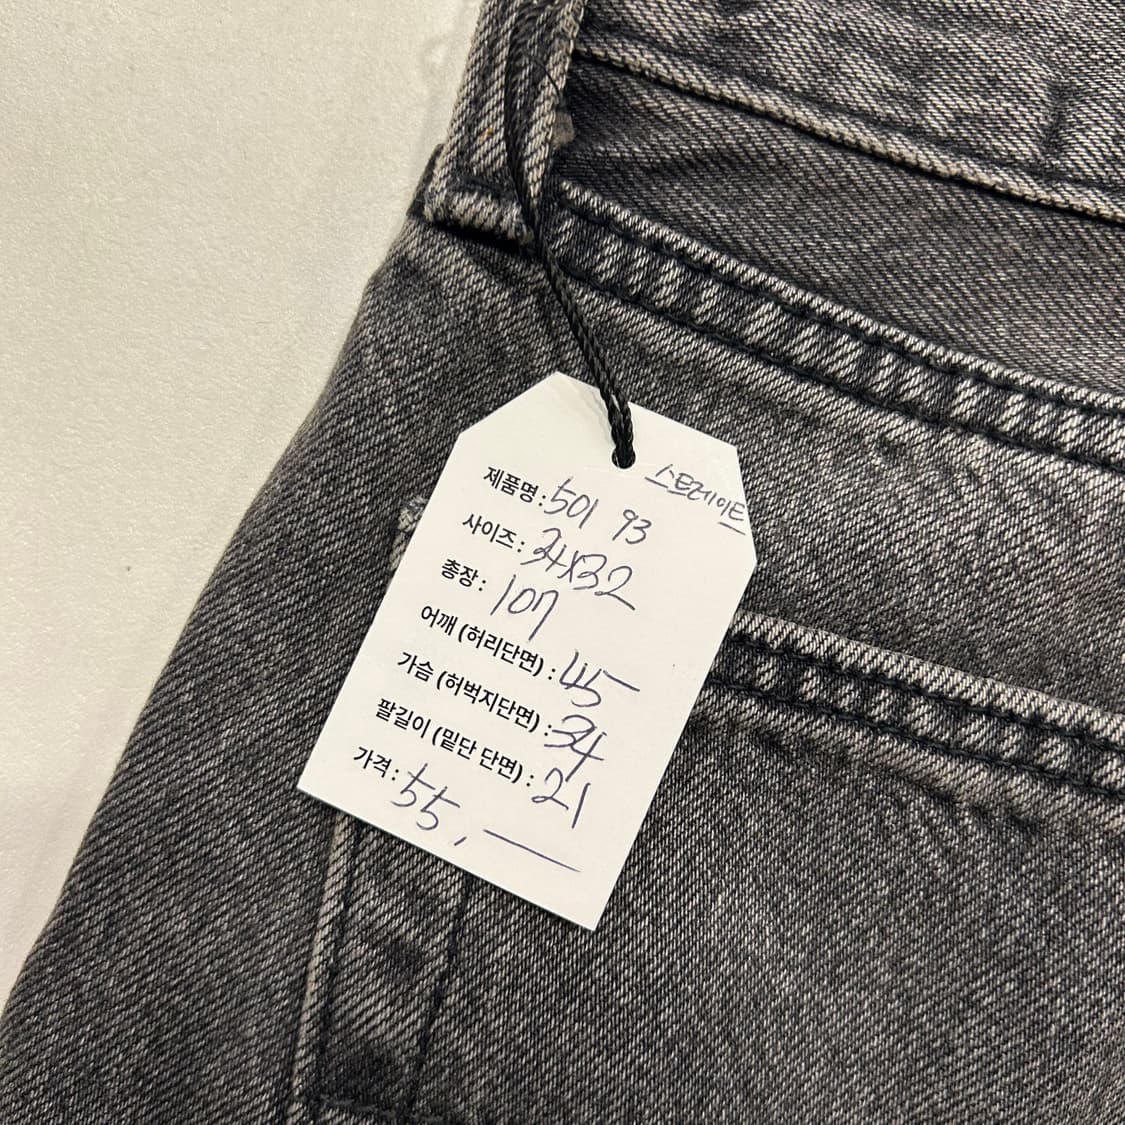 스트레이트
제품명: 501 93
사이즈: 34x32
총장: 107
어깨 (허리단면) : 45
가슴 (허벅지단면) : 34
팔길이 (밑단 단면) : 21
가격: 55,—